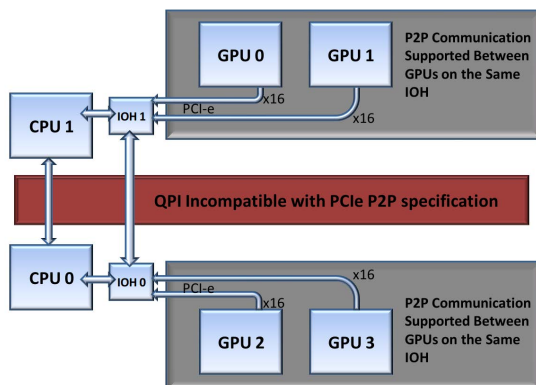 GPU 0
GPU 1
P2P Communication
Supported Between
GPUs on the Same
IOH
x16
PCI-e
x16
CPU 1
IOH 1
QPI Incompatible with PCIe P2P specification
CPU 0
IOH 0
x16
PCI-e
x16
GPU 2
GPU 3
P2P Communication
Supported Between
GPUs on the Same
IOH